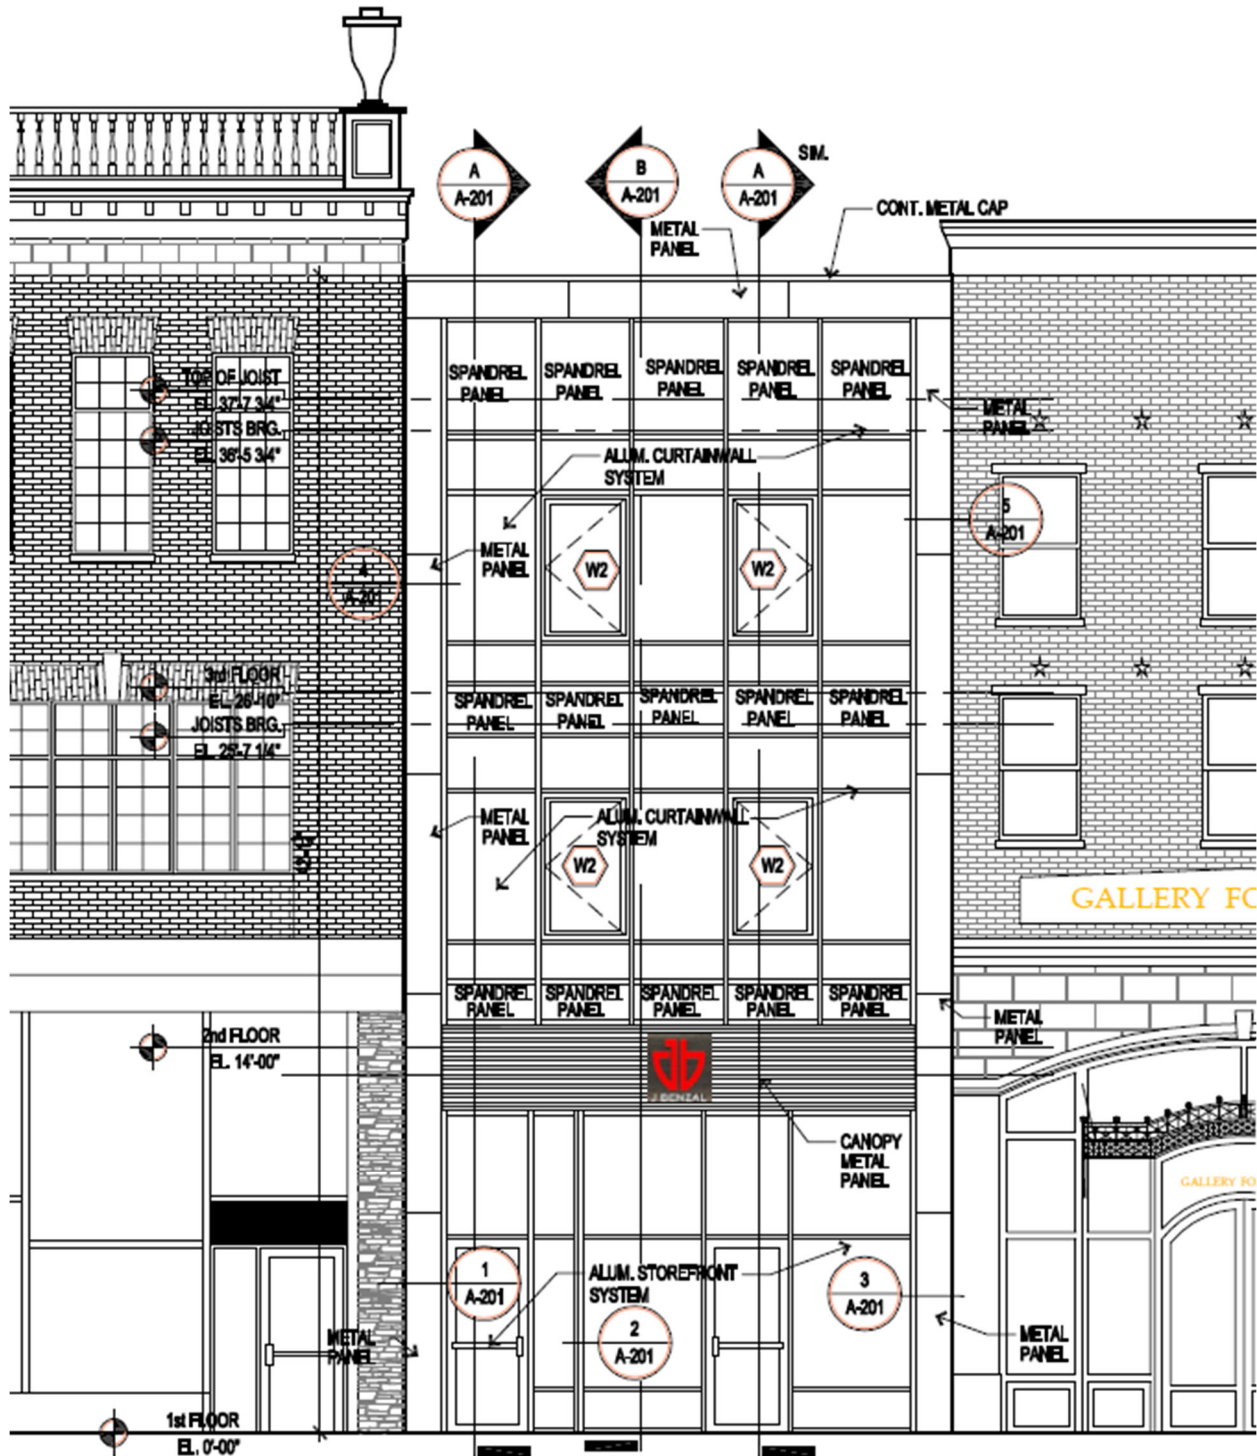 A
A-201
B
A-201
A
A-201
SIM.
CONT. METAL CAP
METAL
PANEL
SPANDREL
PANEL
SPANDREL
PANEL
SPANDREL
PANEL
SPANDREL
PANEL
SPANDREL
PANEL
TOP OF JOIST
EL. 37'-7 3/4"
JOISTS BRG.
EL. 36'-5 3/4"
METAL
PANEL
ALUM. CURTAINWALL
SYSTEM
5
A-201
METAL
PANEL
W2
W2
4
A-201
3rd FLOOR
EL. 26'-10"
JOISTS BRG.
EL. 25'-7 1/4"
SPANDREL
PANEL
SPANDREL
PANEL
SPANDREL
PANEL
SPANDREL
PANEL
SPANDREL
PANEL
METAL
PANEL
ALUM. CURTAINWALL
SYSTEM
W2
W2
GALLERY FO
SPANDREL
PANEL
SPANDREL
PANEL
SPANDREL
PANEL
SPANDREL
PANEL
SPANDREL
PANEL
METAL
PANEL
2nd FLOOR
EL. 14'-00"
J BENZAL
CANOPY
METAL
PANEL
GALLERY FO
1
A-201
ALUM. STOREFRONT
SYSTEM
3
A-201
2
A-201
METAL
PANEL
METAL
PANEL
1st FLOOR
EL. 0'-00"